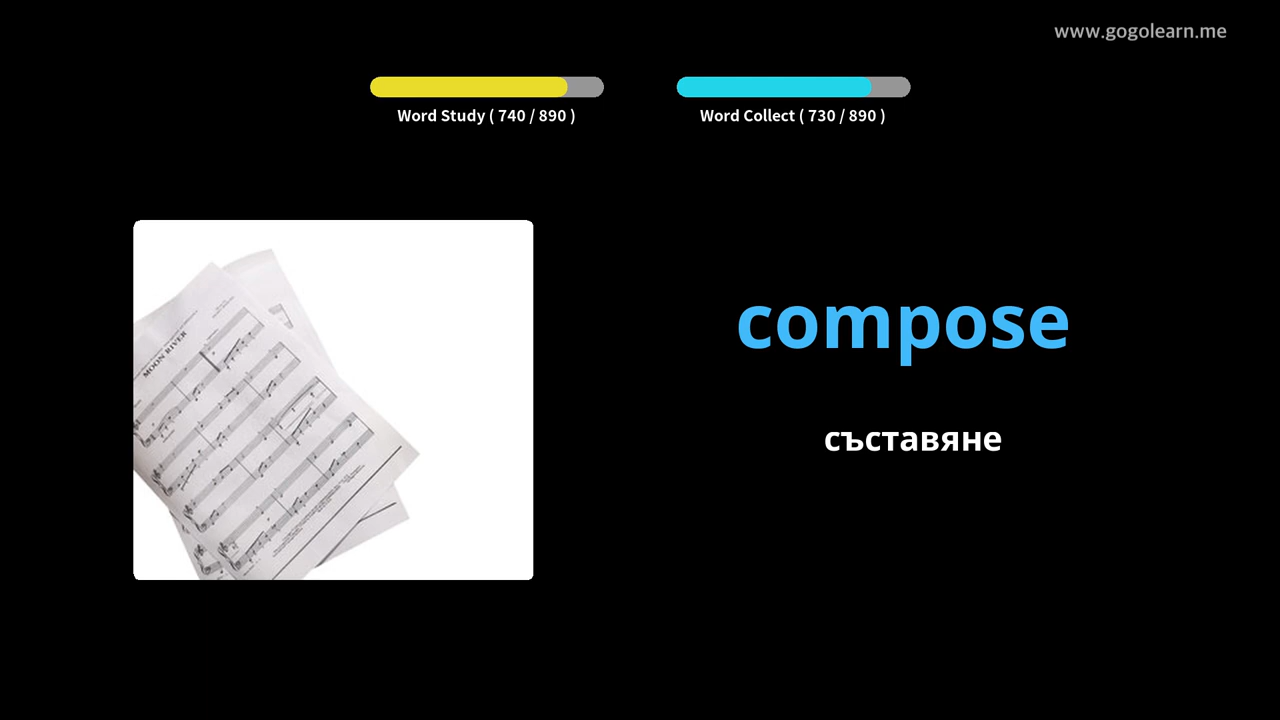 www.gogolearn.me
Word Study ( 740 / 890 )
Word Collect ( 730 / 890 )
MOON RIVER
compose
съставяне